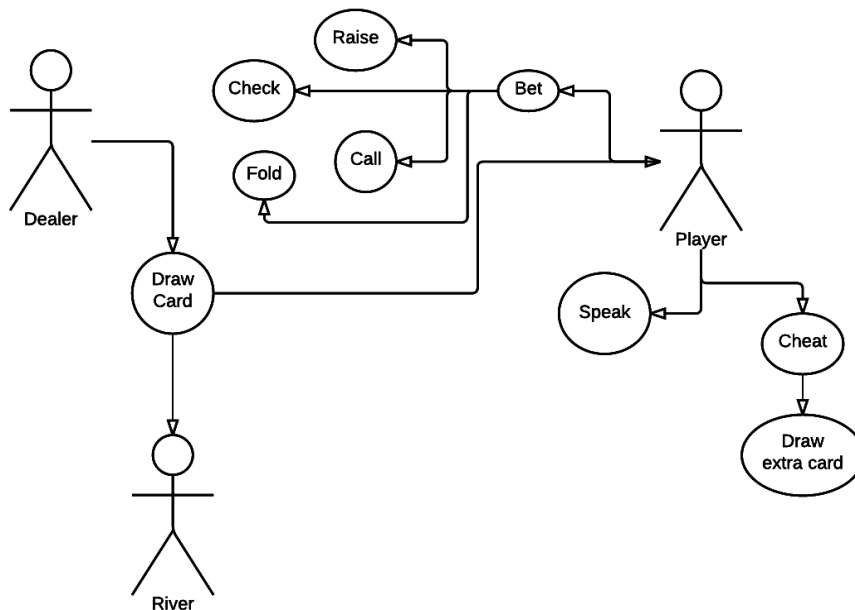 Raise
Check
Bet
Call
Fold
Dealer
Player
Draw
Card
Speak
Cheat
Draw
extra card
River